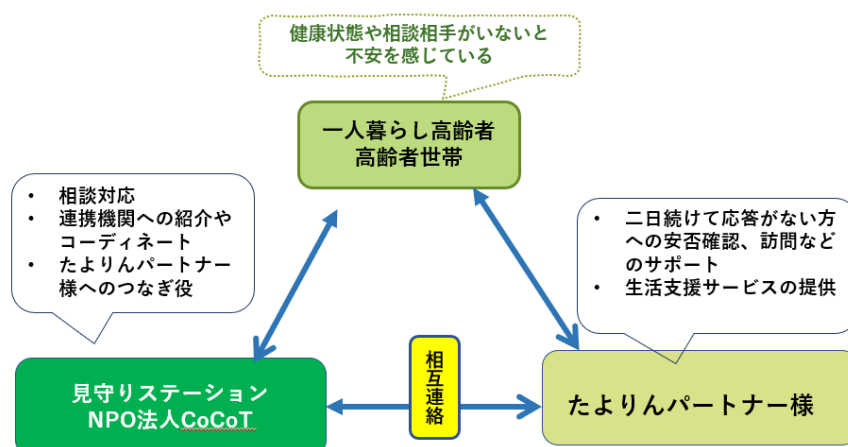 健康状態や相談相手がいないと
不安を感じている
一人暮らし高齢者
高齢者世帯
• 相談対応
• 連携機関への紹介や
コーディネート
• たよりんパートナー
様へのつなぎ役
• 二日続けて応答がない方
への安否確認、訪問など
のサポート
• 生活支援サービスの提供
見守りステーション
NPO法人CoCoT
相互連絡
たよりんパートナー様